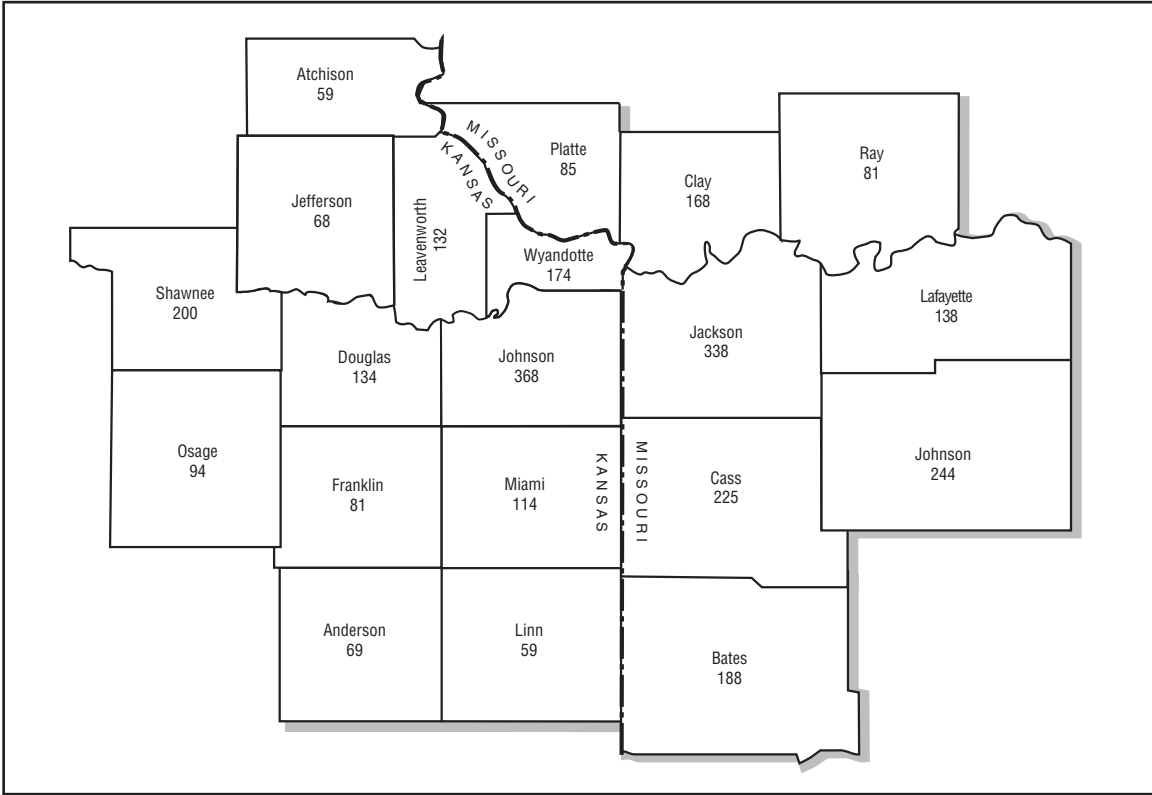 Atchison
59
MISSOURI
KANSAS
Platte
85
Ray
81
Clay
168
Jefferson
68
Leavenworth
132
Wyandotte
174
Shawnee
200
Lafayette
138
Douglas
134
Johnson
368
Jackson
338
Osage
94
Franklin
81
Miami
114
KANSAS
MISSOURI
Cass
225
Johnson
244
Anderson
69
Linn
59
Bates
188